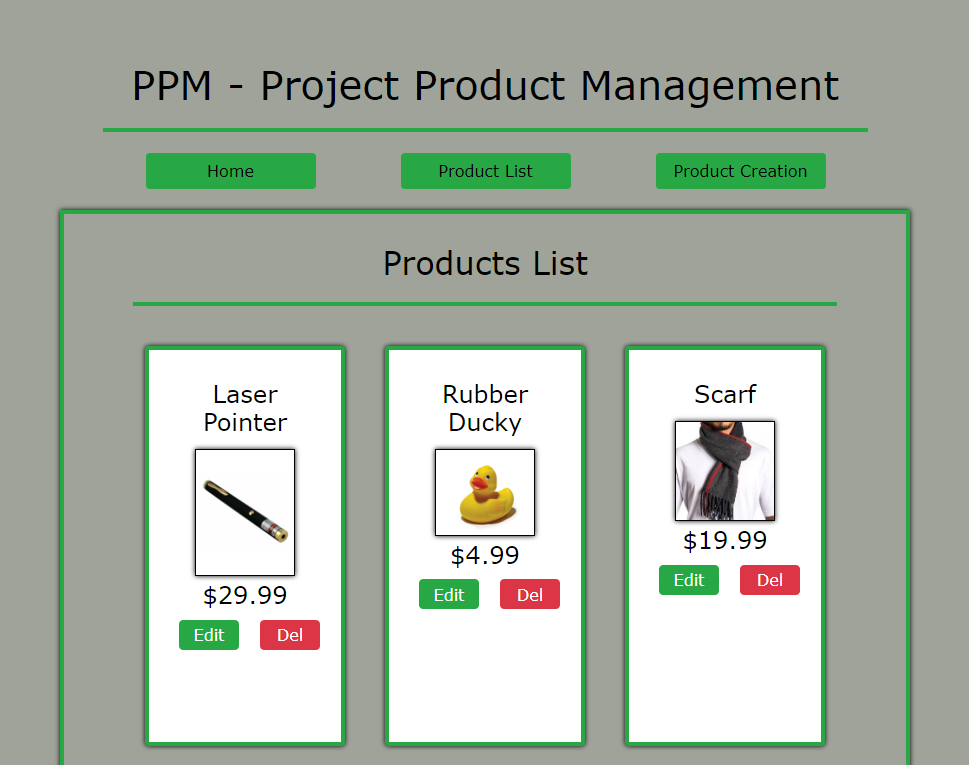 PPM - Project Product Management
Home
Product List
Product Creation
Products List
Laser
Pointer
$29.99
Edit
Del
Rubber
Ducky
$4.99
Edit
Del
Scarf
$19.99
Edit
Del